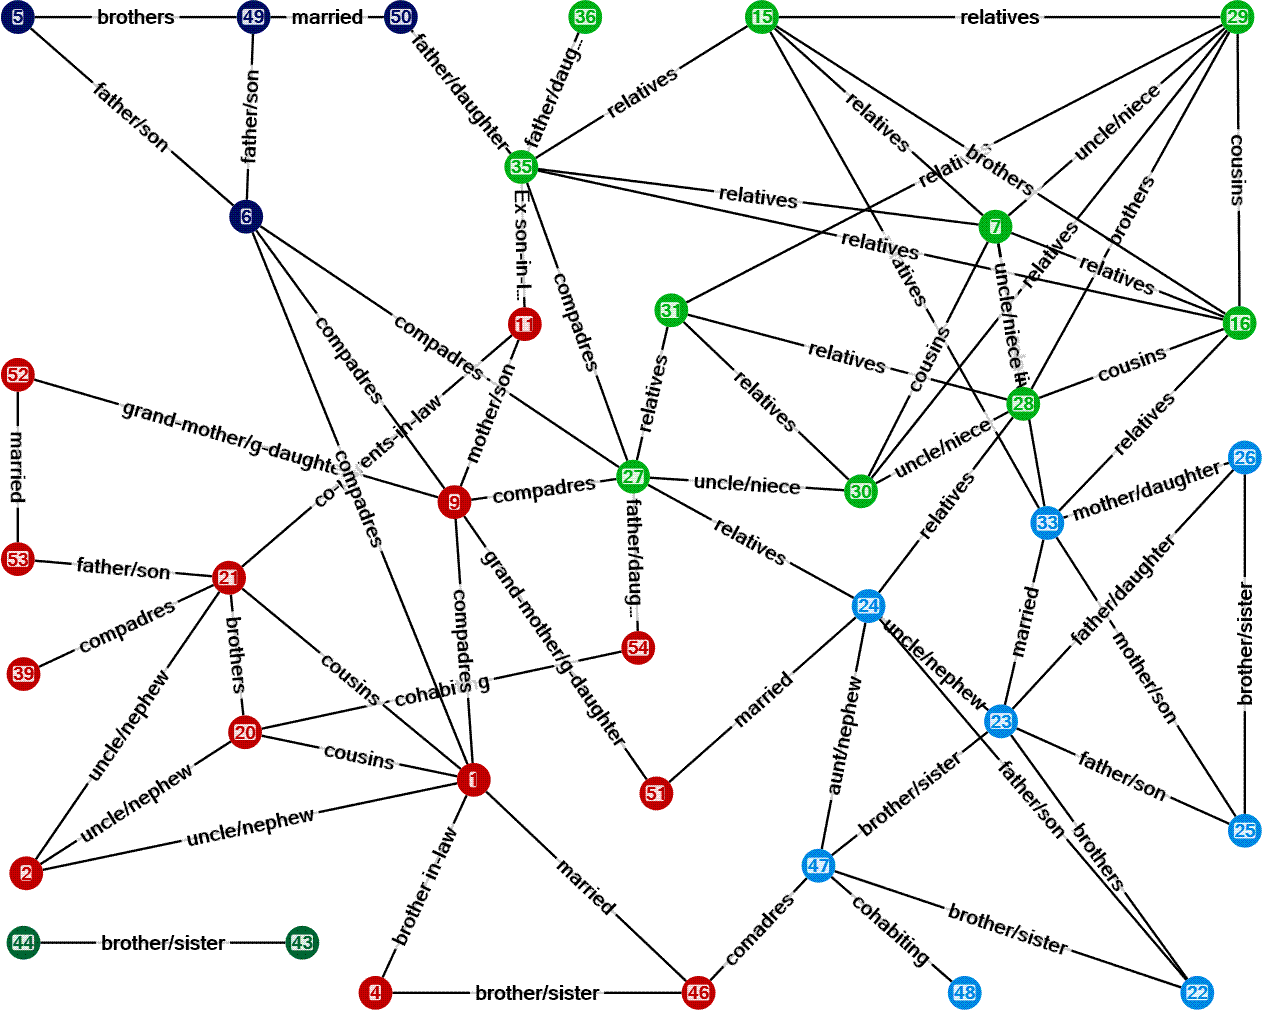 5
brothers
49
married
50
36
15
relatives
29
father/son
father/son
father/daughter
father/daug...
relatives
relatives
uncle/niece
cousins
brothers
35
relatives
6
Ex son-in-l...
relatives
7
brothers
relatives
relatives
relatives
uncle/niece
compadres
31
11
16
compadres
compadres
relatives
cousins
cousins
52
grand-mother/g-daughter
mother/son
relatives
relatives
28
married
compadres
27
uncle/niece
30
uncle/niece
relatives
26
9
compadres
mother/daughter
33
53
father/son
21
relatives
relatives
grand-mother/g-daughter
father/daug...
24
father/daughter
brother/sister
compadres
39
brothers
cousins
compadres
54
uncle/nephew
married
mother/son
cohabiting
married
aunt/nephew
uncle/nephew
20
cousins
23
1
51
father/son
uncle/nephew
uncle/nephew
brother/sister
father/son
brothers
25
2
47
brother in-law
married
44
brother/sister
43
comadres
cohabiting
brother/sister
4
brother/sister
46
48
22